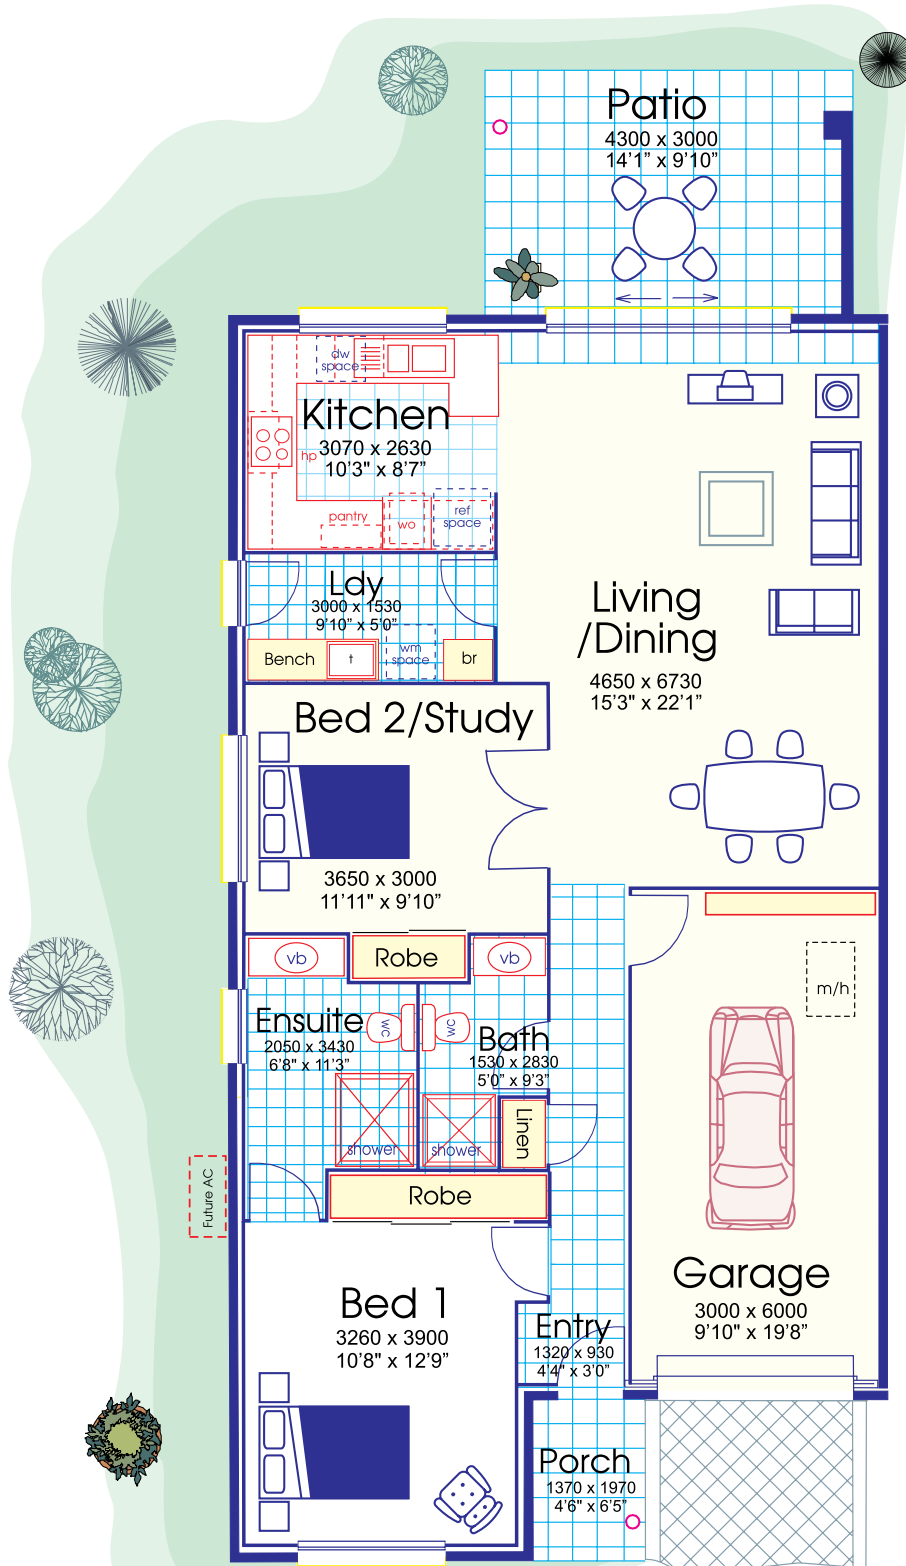 Patio
4300 x 3000
14'1" x 9'10"
dw
space
Kitchen
3070 x 2630
10'3" x 8'7"
hp
pantry
wo
ref
space
Ldy
3000 x 1530
9'10" x 5'0"
Bench
t
wm
space
br
Living
/Dining
4650 x 6730
15'3" x 22'1"
Bed 2/Study
3650 x 3000
11'11" x 9'10"
vb
Robe
vb
Ensuite
2050 x 3430
6'8" x 11'3"
WC
WC
Bath
1530 x 2830
5'0" x 9'3"
m/h
shower
shower
Linen
Future AC
Robe
Garage
3000 x 6000
9'10" x 19'8"
Bed 1
3260 x 3900
10'8" x 12'9"
Entry
1320 x 930
4'4" x 3'0"
Porch
1370 x 1970
4'6" x 6'5"